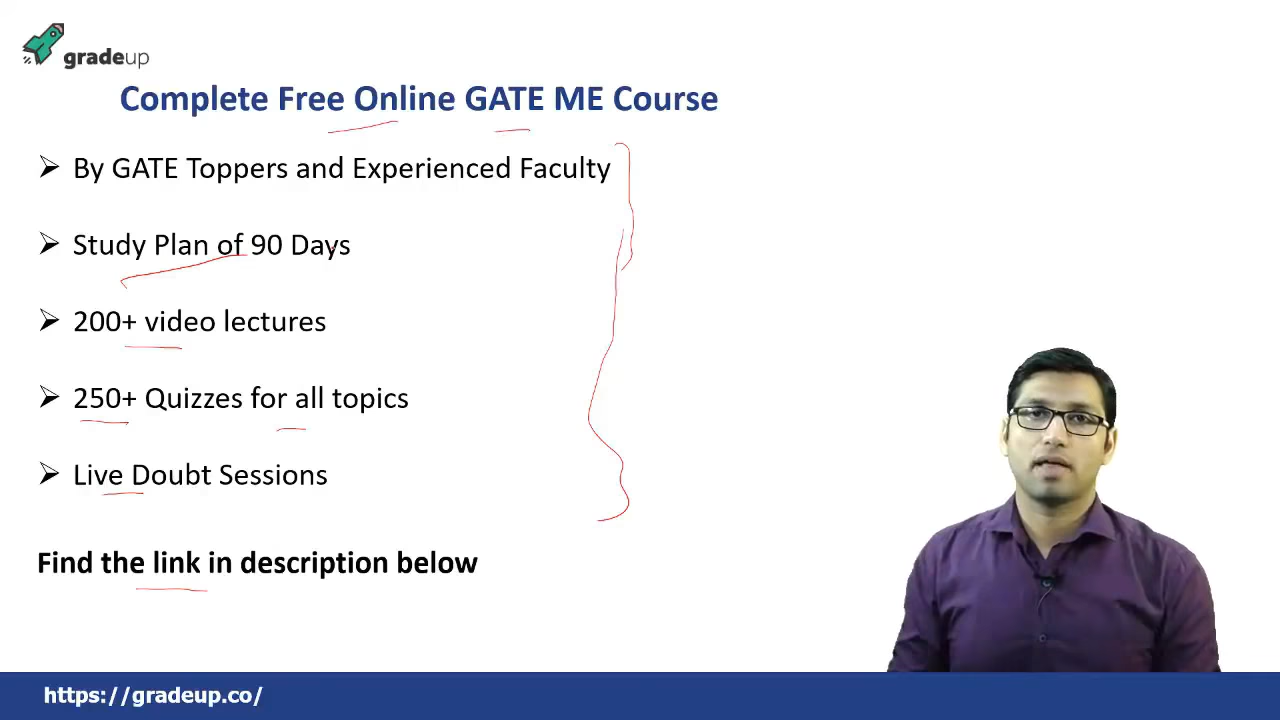 gradeup
Complete Free Online GATE ME Course
➢ By GATE Toppers and Experienced Faculty
➢ Study Plan of 90 Days
➢ 200+ video lectures
➢ 250+ Quizzes for all topics
➢ Live Doubt Sessions
Find the link in description below
https://gradeup.co/